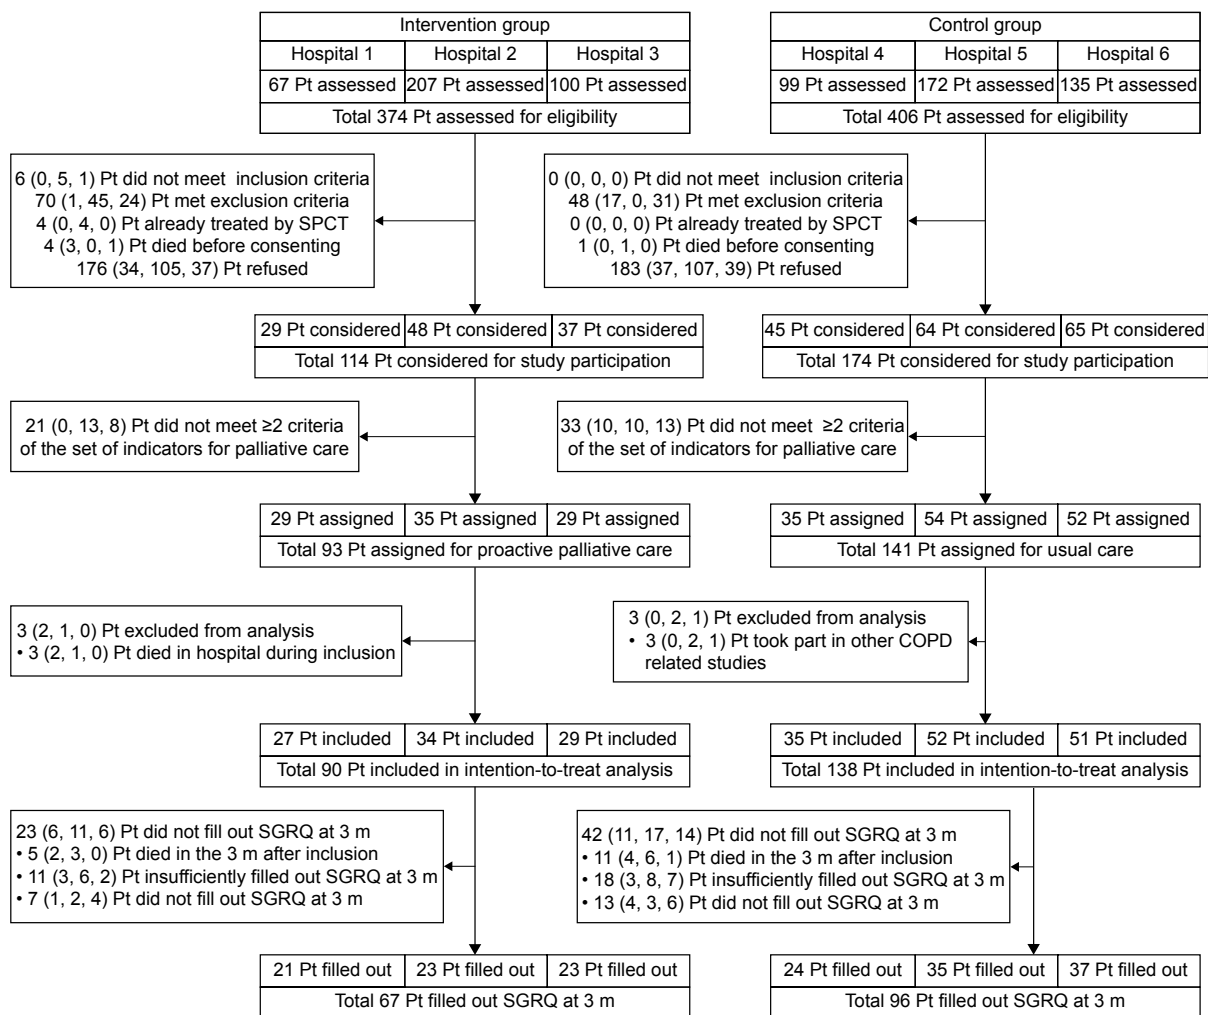 Intervention group
Hospital 1 Hospital 2 Hospital 3
67 Pt assessed 207 Pt assessed 100 Pt assessed
Total 374 Pt assessed for eligibility
Control group
Hospital 4 Hospital 5 Hospital 6
99 Pt assessed 172 Pt assessed 135 Pt assessed
Total 406 Pt assessed for eligibility
6 (0, 5, 1) Pt did not meet inclusion criteria
70 (1, 45, 24) Pt met exclusion criteria
4 (0, 4, 0) Pt already treated by SPCT
4 (3, 0, 1) Pt died before consenting
176 (34, 105, 37) Pt refused
0 (0, 0, 0) Pt did not meet inclusion criteria
48 (17, 0, 31) Pt met exclusion criteria
0 (0, 0, 0) Pt already treated by SPCT
1 (0, 1, 0) Pt died before consenting
183 (37, 107, 39) Pt refused
29 Pt considered 48 Pt considered 37 Pt considered
Total 114 Pt considered for study participation
45 Pt considered 64 Pt considered 65 Pt considered
Total 174 Pt considered for study participation
21 (0, 13, 8) Pt did not meet ≥2 criteria
of the set of indicators for palliative care
33 (10, 10, 13) Pt did not meet ≥2 criteria
of the set of indicators for palliative care
29 Pt assigned 35 Pt assigned 29 Pt assigned
Total 93 Pt assigned for proactive palliative care
35 Pt assigned 54 Pt assigned 52 Pt assigned
Total 141 Pt assigned for usual care
3 (2, 1, 0) Pt excluded from analysis
• 3 (2, 1, 0) Pt died in hospital during inclusion
3 (0, 2, 1) Pt excluded from analysis
• 3 (0, 2, 1) Pt took part in other COPD
related studies
27 Pt included 34 Pt included 29 Pt included
Total 90 Pt included in intention-to-treat analysis
35 Pt included 52 Pt included 51 Pt included
Total 138 Pt included in intention-to-treat analysis
23 (6, 11, 6) Pt did not fill out SGRQ at 3 m
• 5 (2, 3, 0) Pt died in the 3 m after inclusion
• 11 (3, 6, 2) Pt insufficiently filled out SGRQ at 3 m
• 7 (1, 2, 4) Pt did not fill out SGRQ at 3 m
42 (11, 17, 14) Pt did not fill out SGRQ at 3 m
• 11 (4, 6, 1) Pt died in the 3 m after inclusion
• 18 (3, 8, 7) Pt insufficiently filled out SGRQ at 3 m
• 13 (4, 3, 6) Pt did not fill out SGRQ at 3 m
21 Pt filled out 23 Pt filled out 23 Pt filled out
Total 67 Pt filled out SGRQ at 3 m
24 Pt filled out 35 Pt filled out 37 Pt filled out
Total 96 Pt filled out SGRQ at 3 m